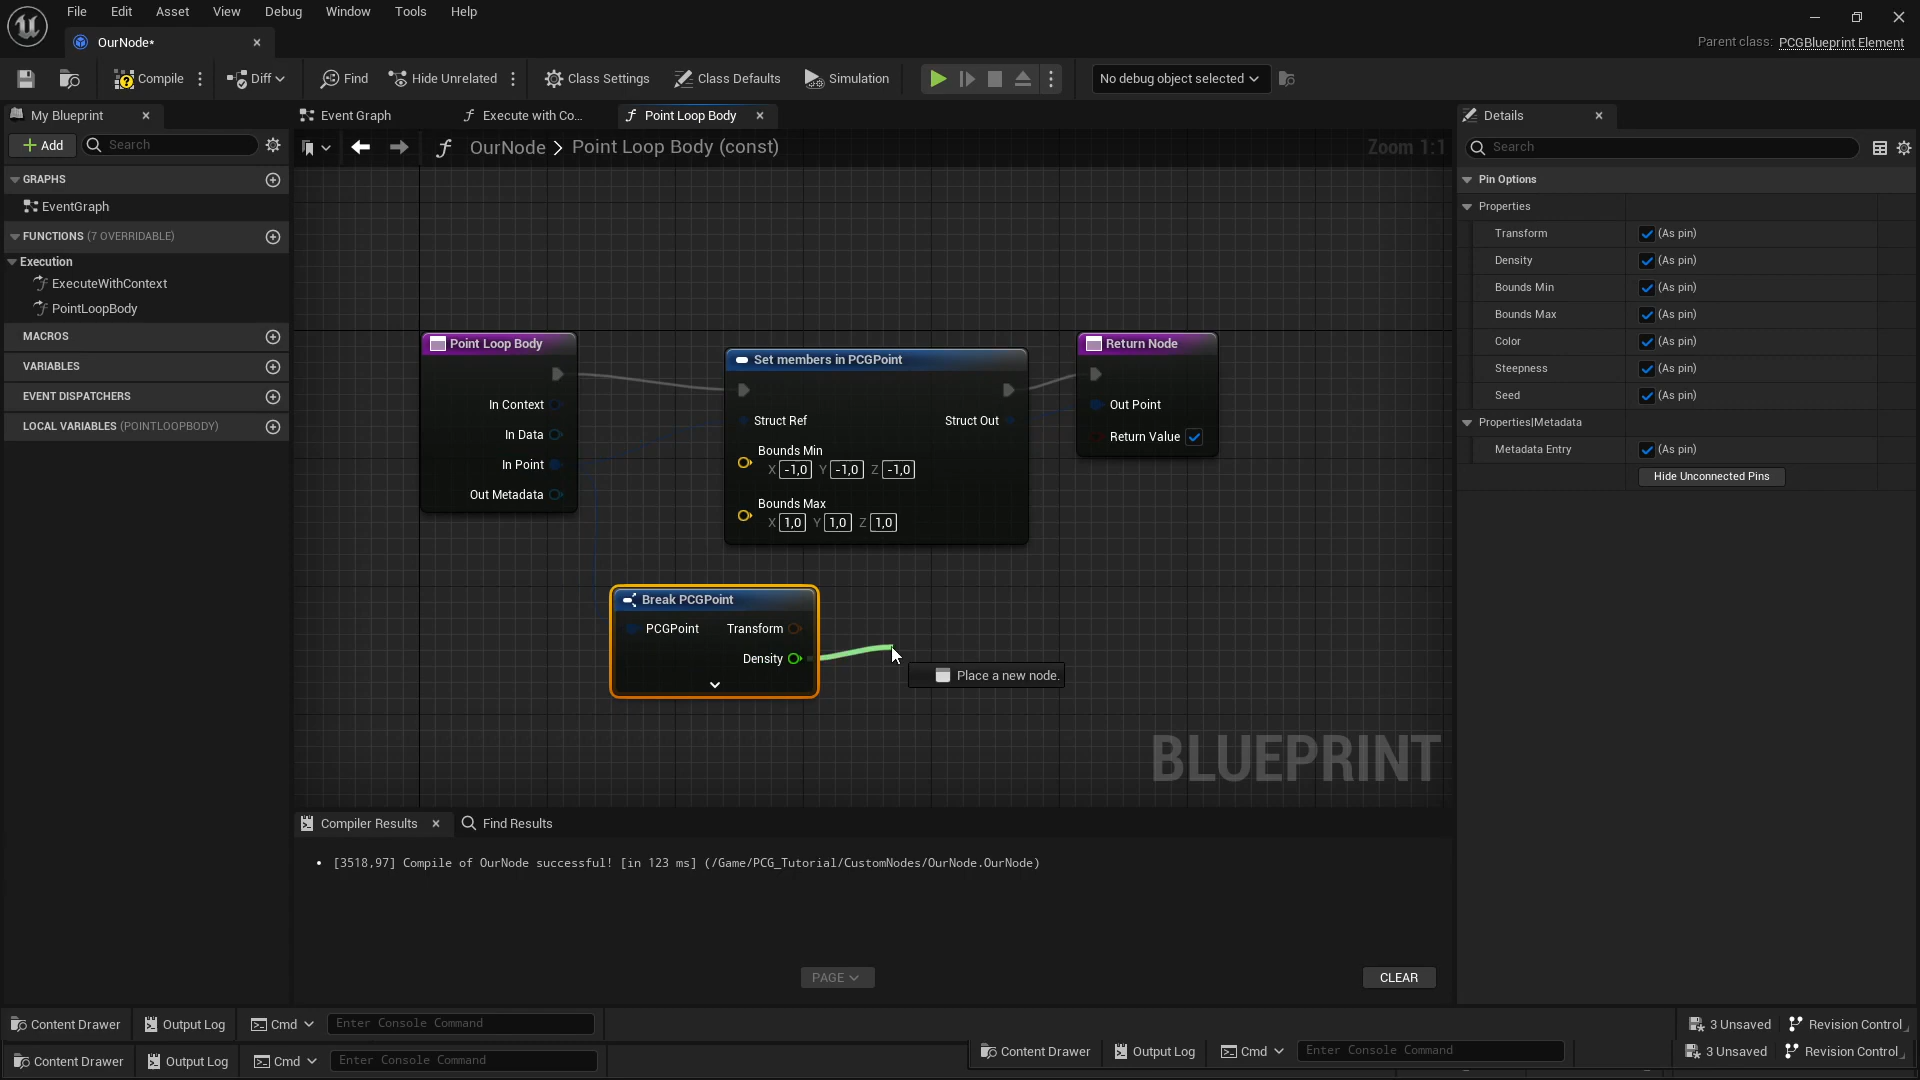 File Edit Asset View Debug Window Tools Help
OurNode*
Parent class: PCGBlueprint Element
Compile Diff Find Hide Unrelated Class Settings Class Defaults Simulation No debug object selected
My Blueprint
Event Graph
Execute with Co...
Point Loop Body
Details
Add
Search
OurNode > Point Loop Body (const)
Zoom 1:1
Search
GRAPHS
EventGraph
FUNCTIONS (7 OVERRIDABLE)
Execution
ExecuteWithContext
PointLoopBody
MACROS
VARIABLES
EVENT DISPATCHERS
LOCAL VARIABLES (POINTLOOPBODY)
Point Loop Body
In Context
In Data
In Point
Out Metadata
Set members in PCGPoint
Struct Ref
Struct Out
Bounds Min
X -1,0 Y -1,0 Z -1,0
Bounds Max
X 1,0 Y 1,0 Z 1,0
Return Node
Out Point
Return Value
Break PCGPoint
PCGPoint
Transform
Density
Place a new node.
BLUEPRINT
Pin Options
Properties
Transform (As pin)
Density (As pin)
Bounds Min (As pin)
Bounds Max (As pin)
Color (As pin)
Steepness (As pin)
Seed (As pin)
Properties|Metadata
Metadata Entry (As pin)
Hide Unconnected Pins
Compiler Results
Find Results
[3518,97] Compile of OurNode successful! [in 123 ms] (/Game/PCG_Tutorial/CustomNodes/OurNode.OurNode)
PAGE
CLEAR
Content Drawer Output Log Cmd Enter Console Command 3 Unsaved Revision Control
Content Drawer Output Log Cmd Enter Console Command
Content Drawer Output Log Cmd Enter Console Command 3 Unsaved Revision Control